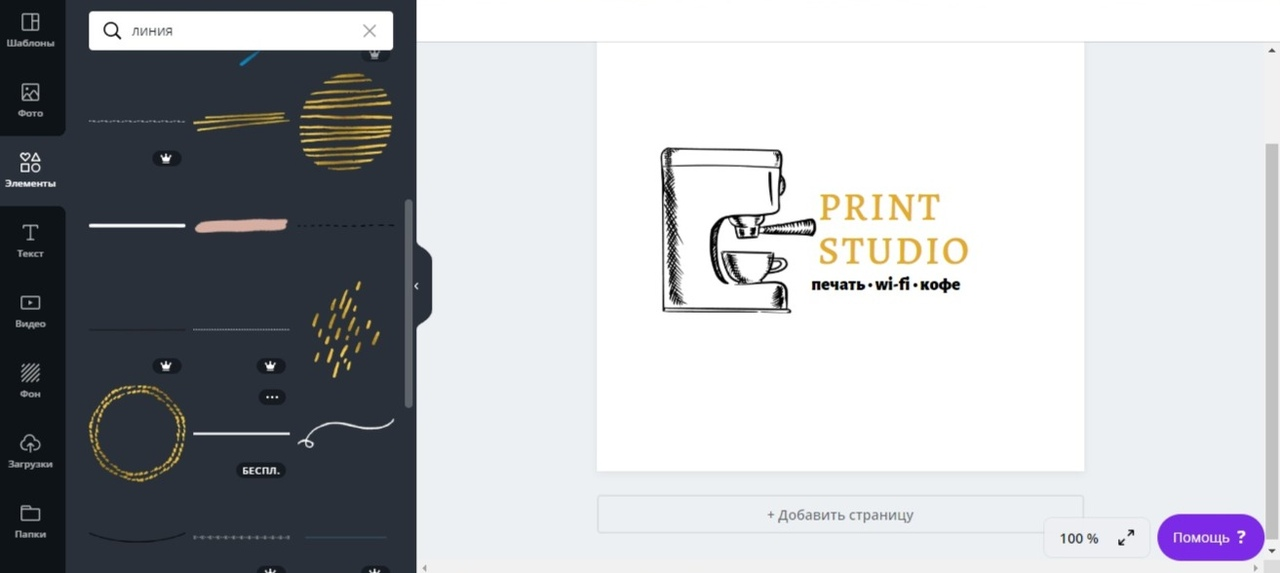 Шаблоны
Фото
Элементы
Текст
Видео
Фон
Загрузки
Папки
линия
БЕСПЛ.
PRINT
STUDIO
печать • wi-fi • кофе
+ Добавить страницу
100 %
Помощь ?